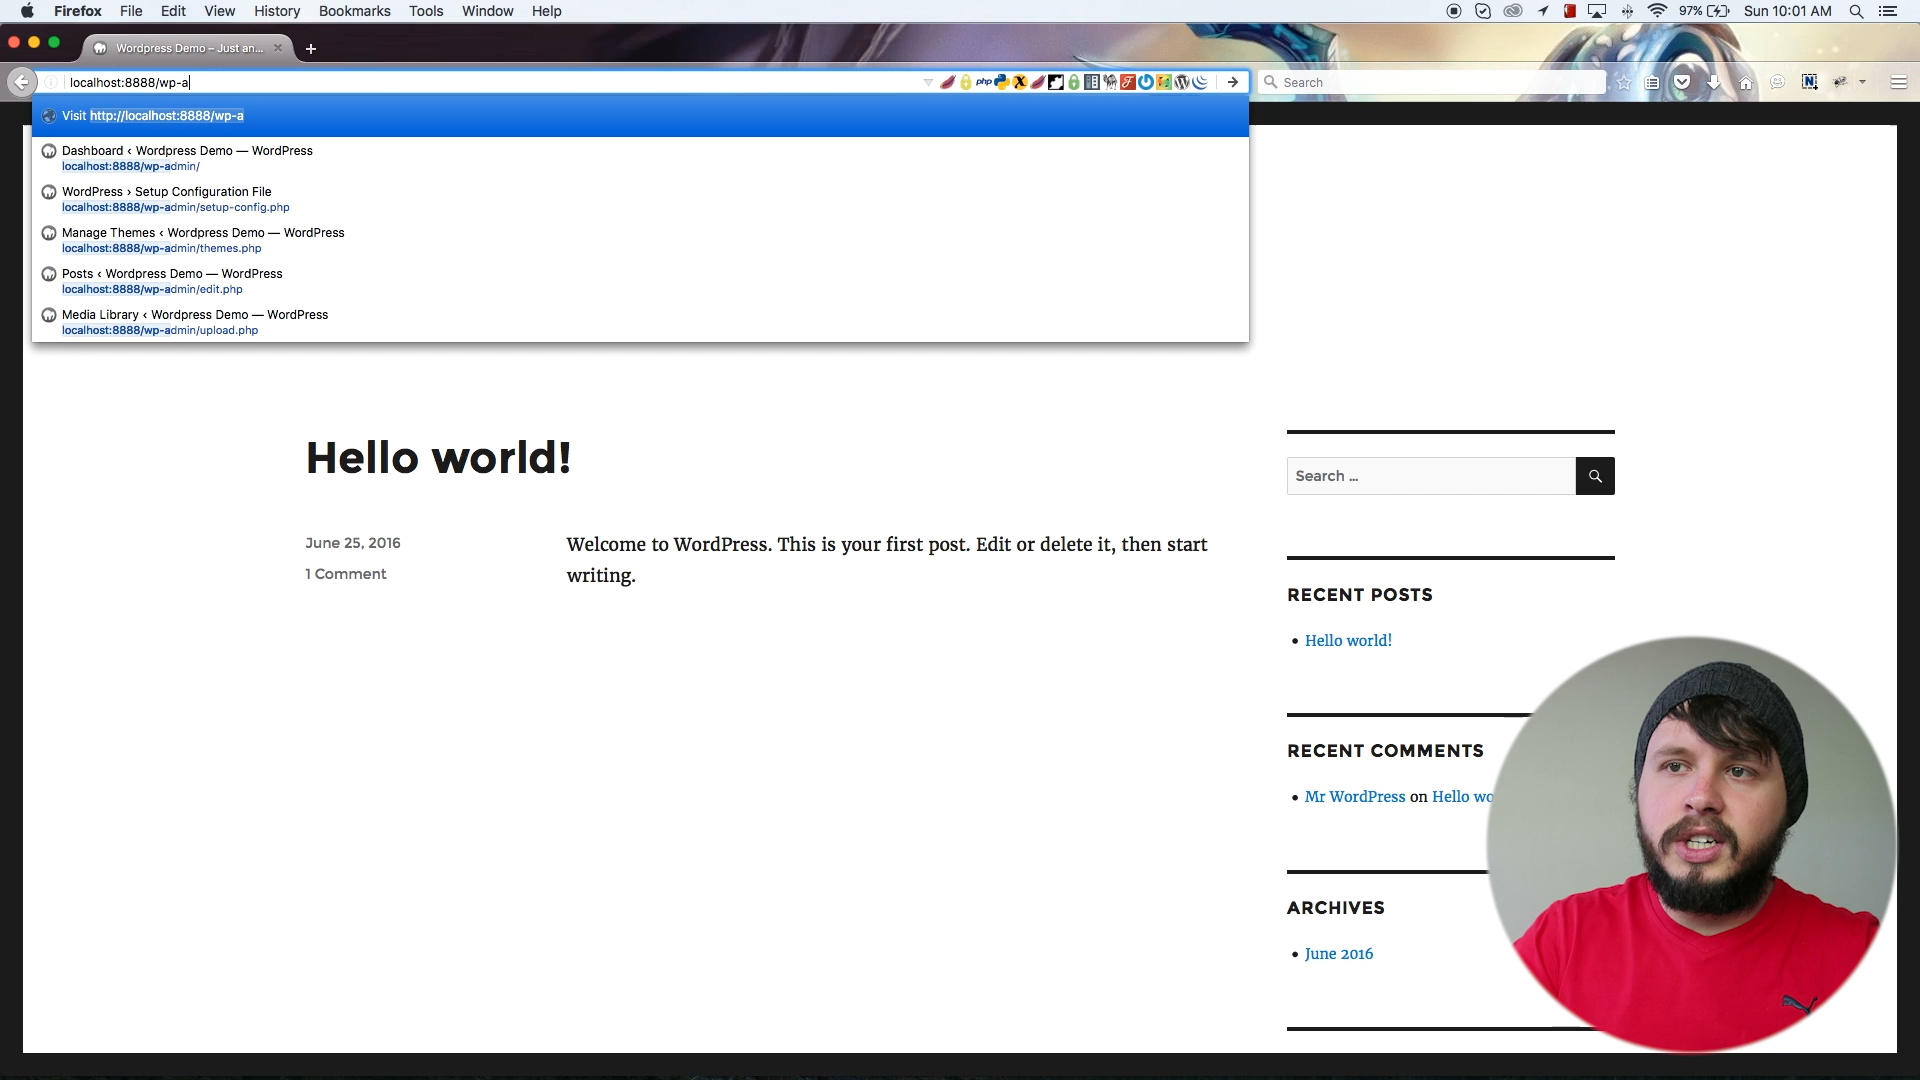 Firefox File Edit View History Bookmarks Tools Window Help
97% Sun 10:01 AM
Wordpress Demo – Just an...
localhost:8888/wp-a
php
Search
Visit http://localhost:8888/wp-a
Dashboard ‹ Wordpress Demo — WordPress
localhost:8888/wp-admin/
WordPress › Setup Configuration File
localhost:8888/wp-admin/setup-config.php
Manage Themes ‹ Wordpress Demo — WordPress
localhost:8888/wp-admin/themes.php
Posts ‹ Wordpress Demo — WordPress
localhost:8888/wp-admin/edit.php
Media Library ‹ Wordpress Demo — WordPress
localhost:8888/wp-admin/upload.php
Hello world!
June 25, 2016
1 Comment
Welcome to WordPress. This is your first post. Edit or delete it, then start
writing.
Search ...
RECENT POSTS
• Hello world!
RECENT COMMENTS
• Mr WordPress on Hello wo
ARCHIVES
• June 2016